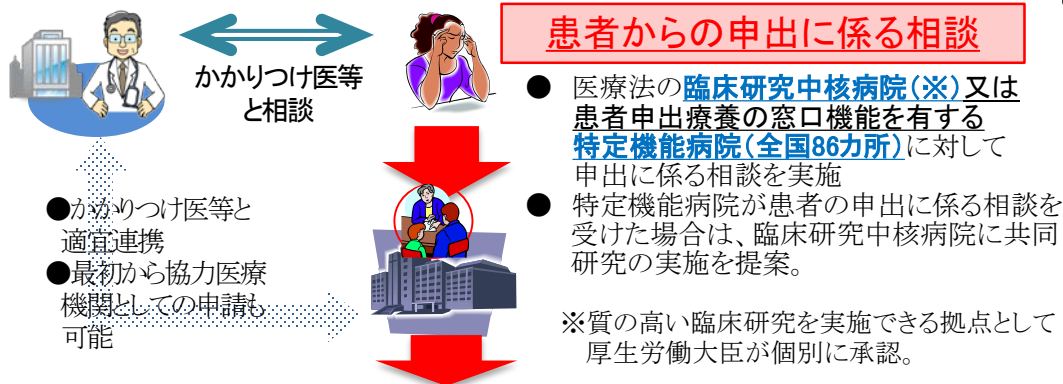 患者からの申出に係る相談
かかりつけ医等
と相談
● 医療法の臨床研究中核病院(※)又は
患者申出療養の窓口機能を有する
特定機能病院(全国86カ所)に対して
申出に係る相談を実施
● 特定機能病院が患者の申出に係る相談を
受けた場合は、臨床研究中核病院に共同
研究の実施を提案。
※質の高い臨床研究を実施できる拠点として
厚生労働大臣が個別に承認。
●かかりつけ医等と
適宜連携
●最初から協力医療
機関としての申請も
可能